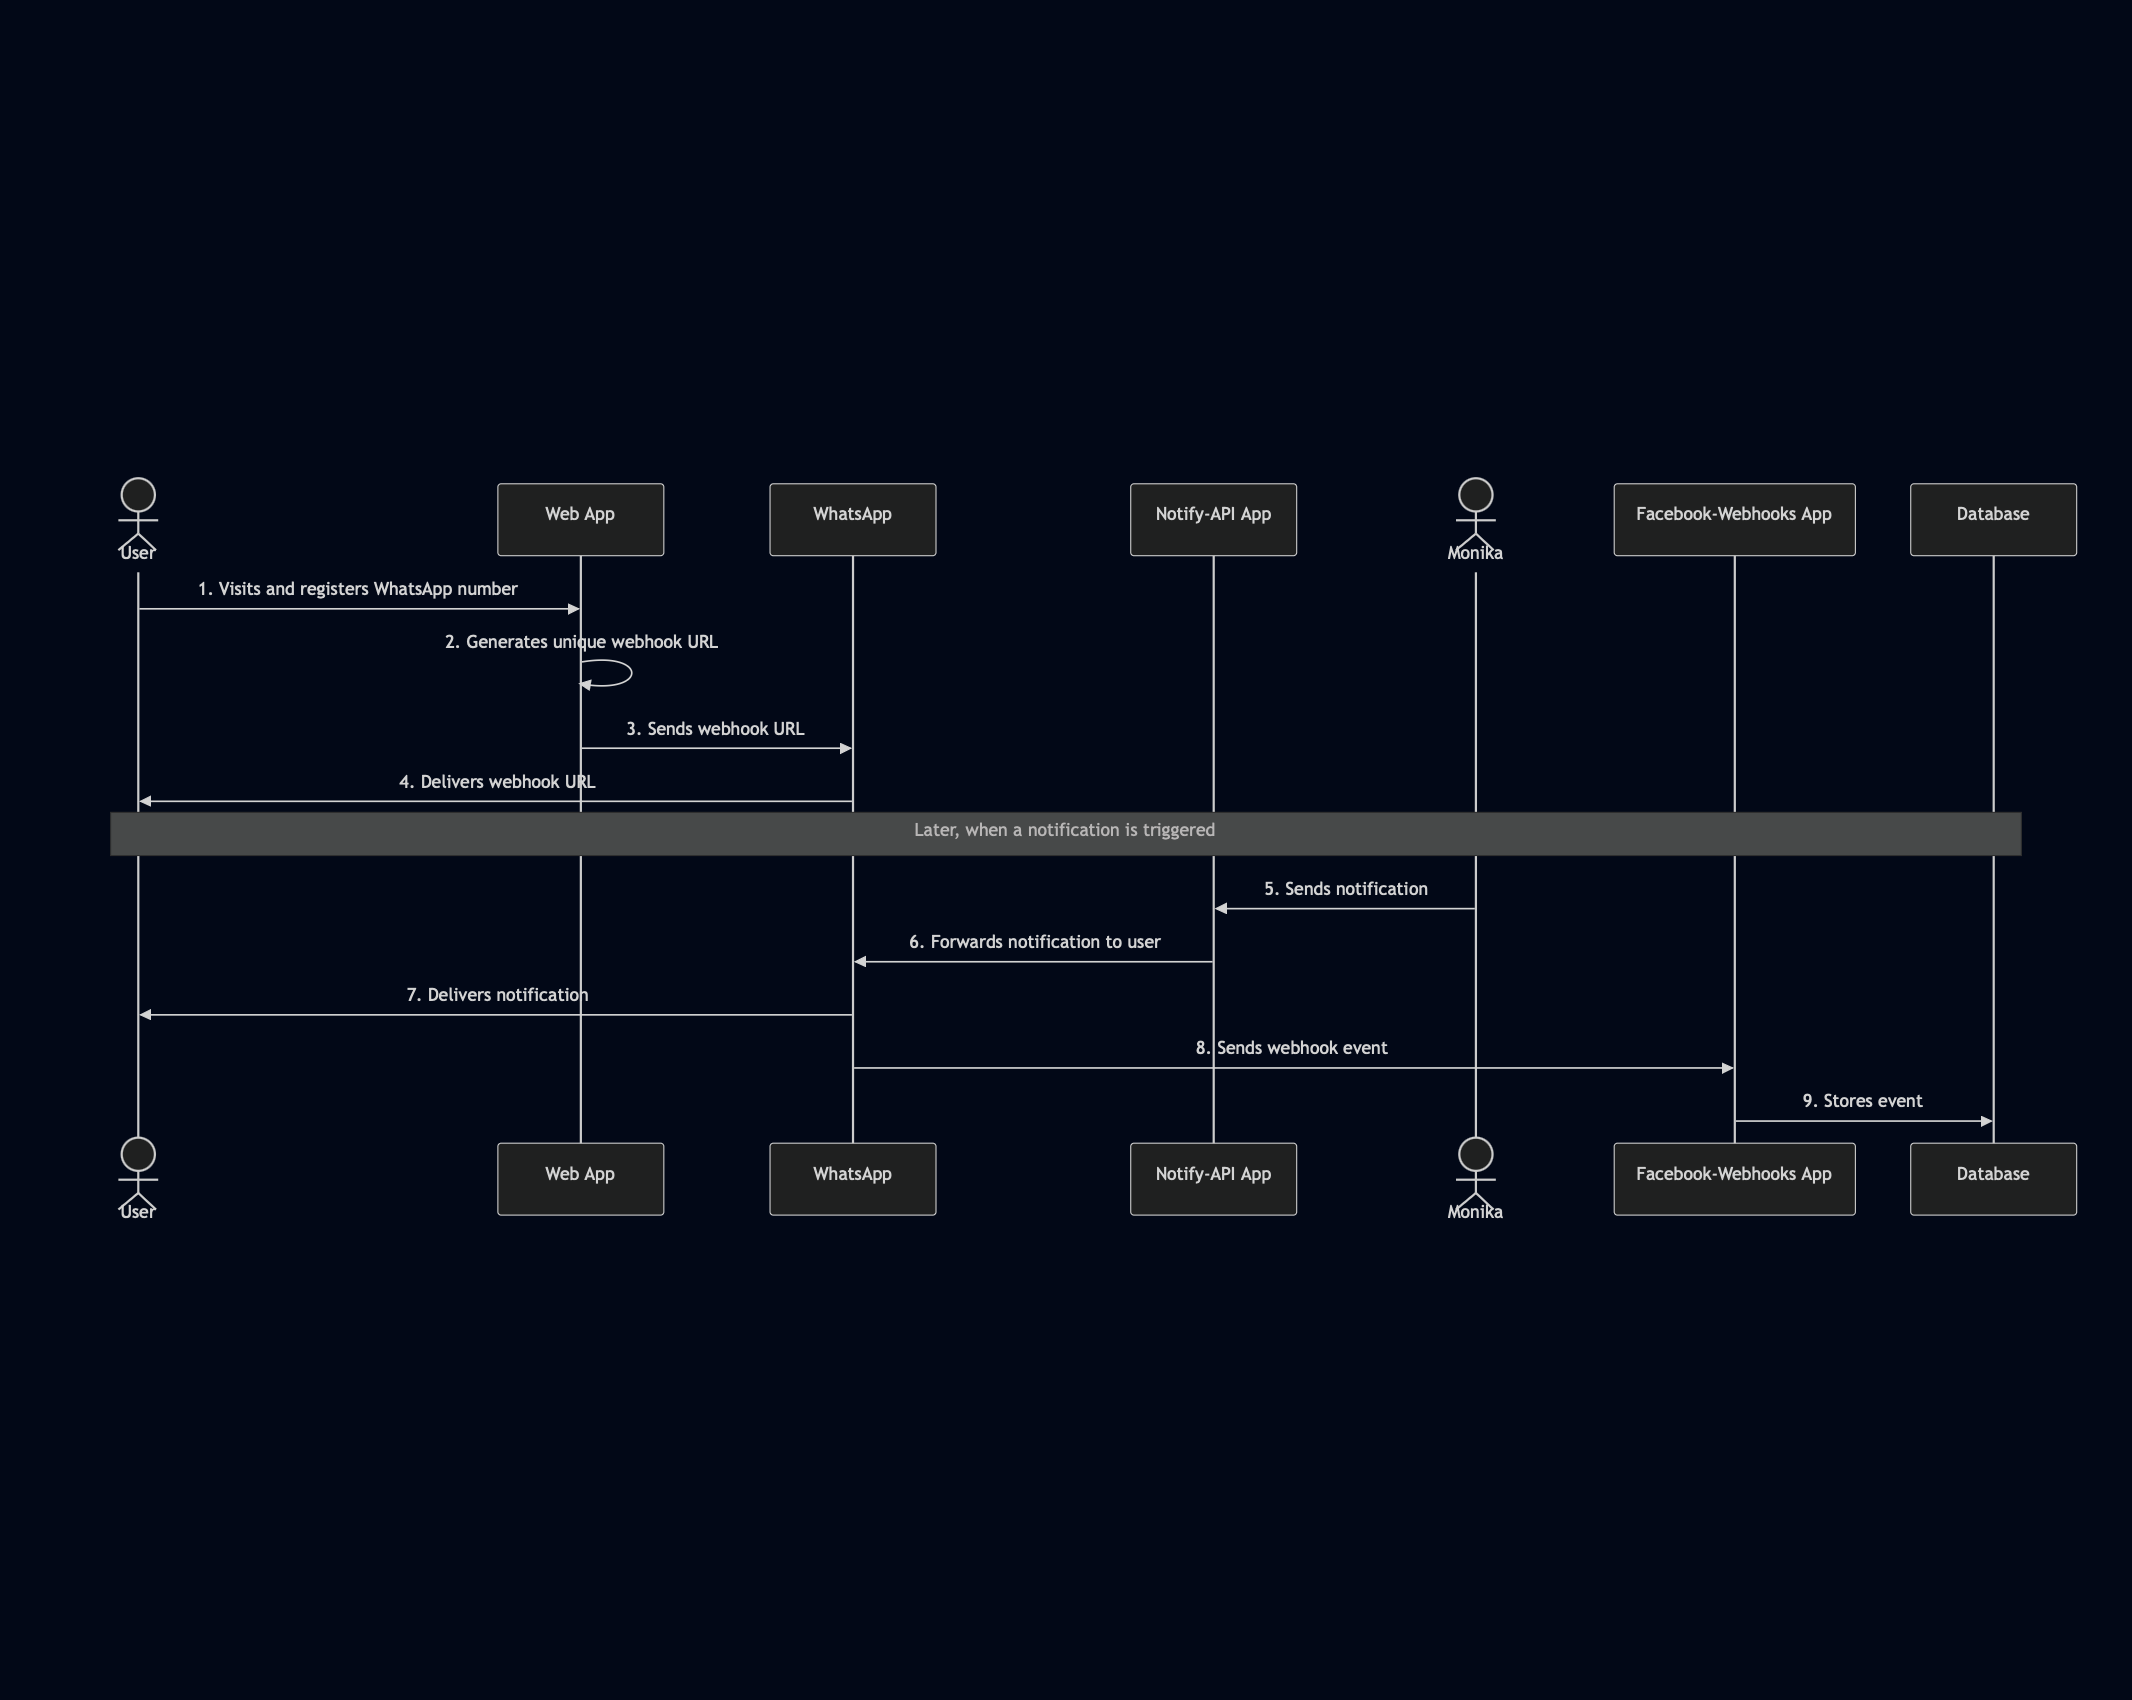 User
Web App
WhatsApp
Notify-API App
Monika
Facebook-Webhooks App
Database
1. Visits and registers WhatsApp number
2. Generates unique webhook URL
3. Sends webhook URL
4. Delivers webhook URL
Later, when a notification is triggered
5. Sends notification
6. Forwards notification to user
7. Delivers notification
8. Sends webhook event
9. Stores event
User
Web App
WhatsApp
Notify-API App
Monika
Facebook-Webhooks App
Database